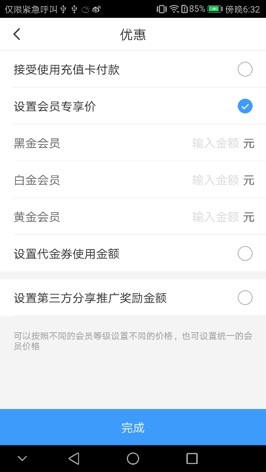 仅限紧急呼叫 85% 傍晚6:32
优惠
接受使用充值卡付款
设置会员专享价
黑金会员 输入金额 元
白金会员 输入金额 元
黄金会员 输入金额 元
设置代金券使用金额
设置第三方分享推广奖励金额
可以按照不同的会员等级设置不同的价格，也可设置统一的会
员价格
完成